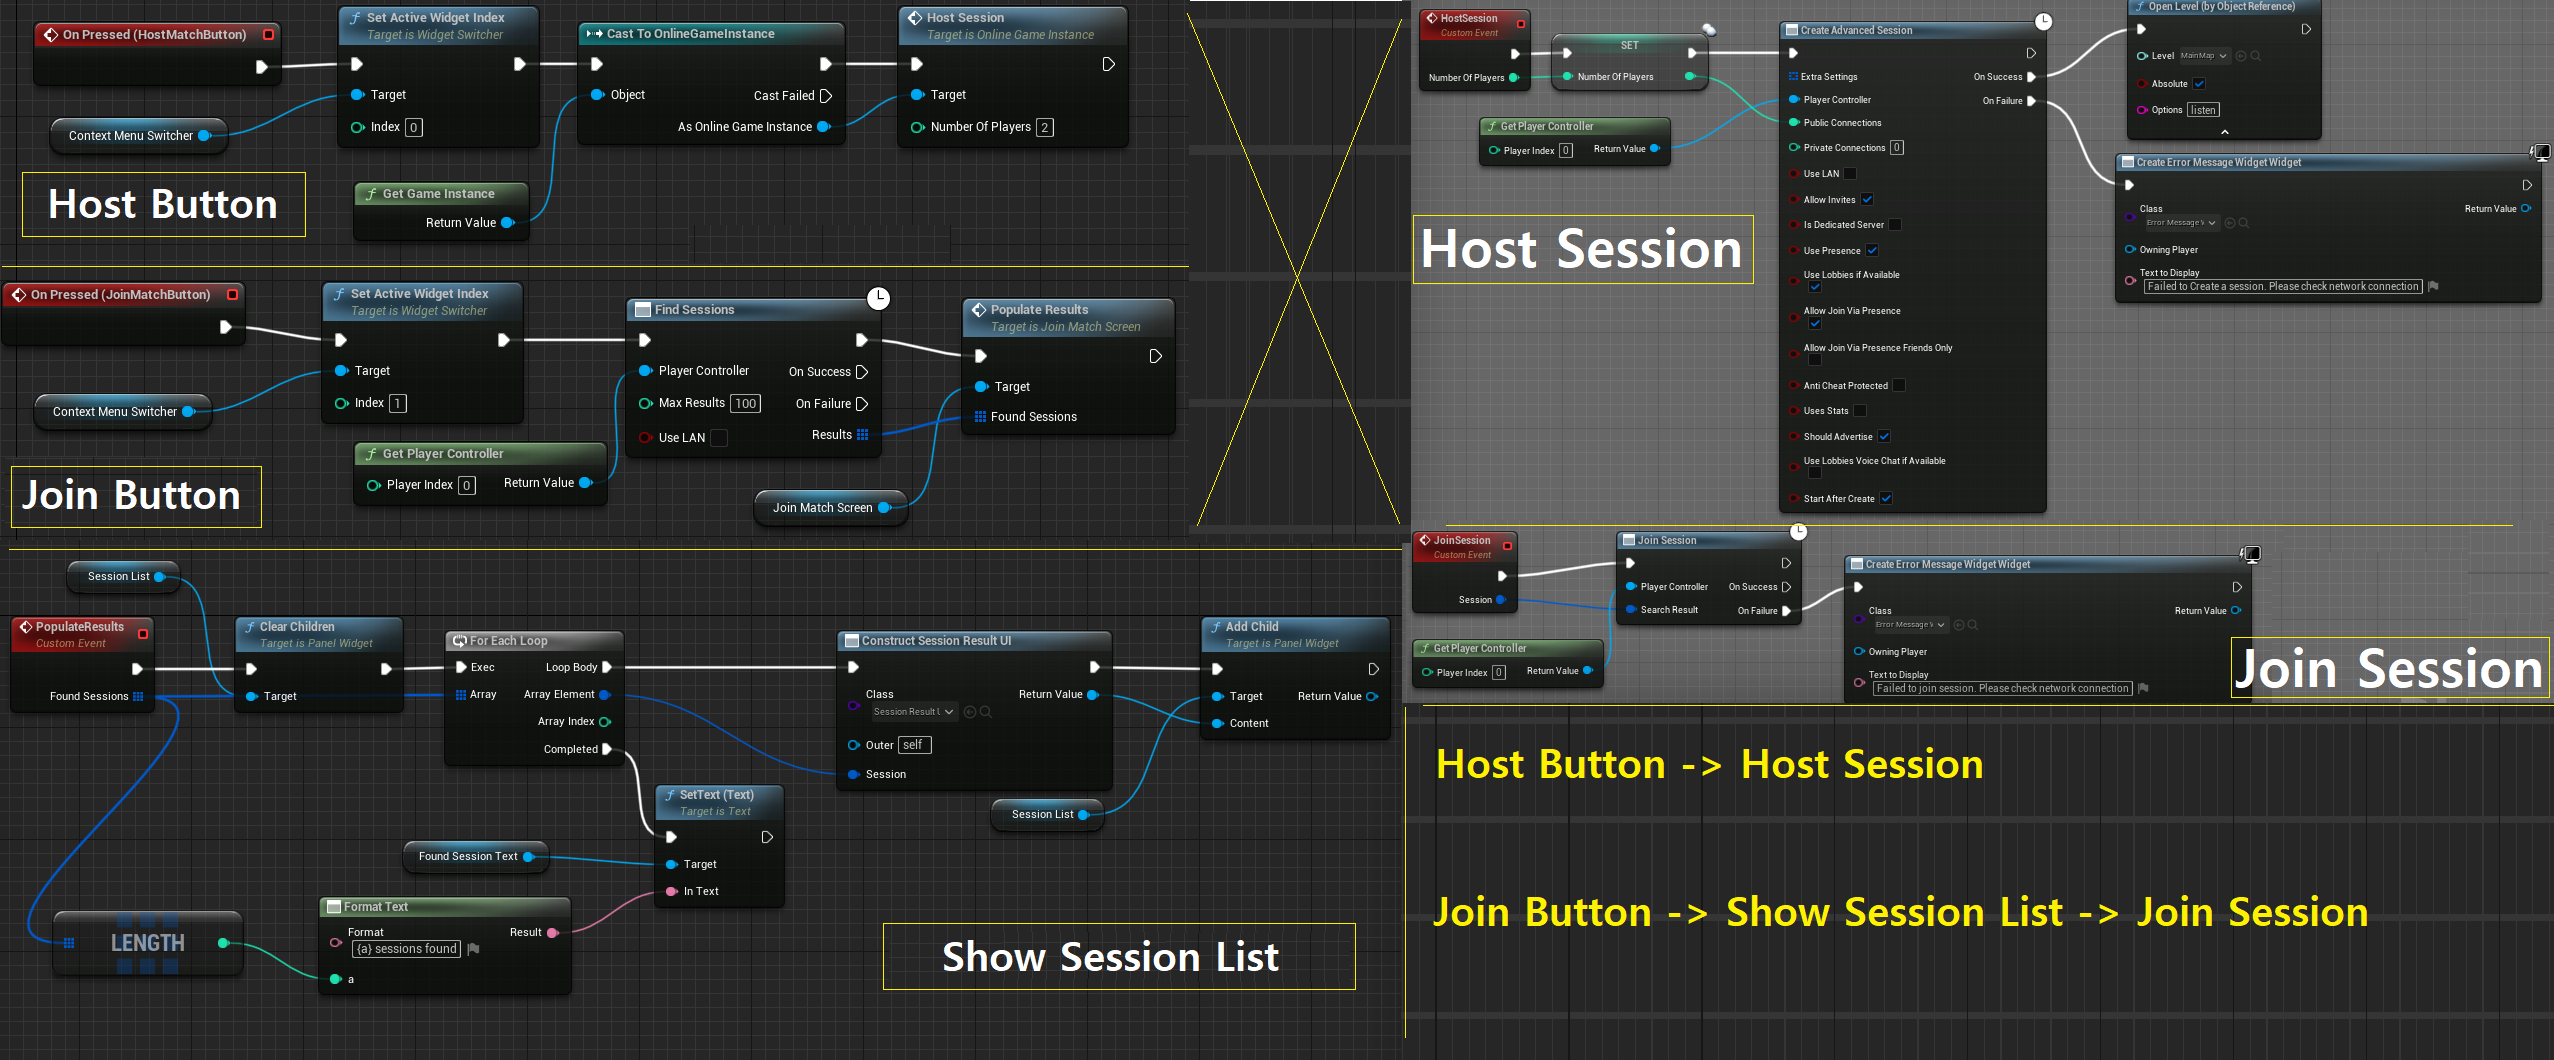 On Pressed (HostMatchButton)
Set Active Widget Index
Target is Widget Switcher
Target
Index 0
Context Menu Switcher
Cast To OnlineGameInstance
Object
Cast Failed
As Online Game Instance
Host Session
Target is Online Game Instance
Target
Number Of Players 2
Get Game Instance
Return Value
Host Button
On Pressed (JoinMatchButton)
Set Active Widget Index
Target is Widget Switcher
Target
Index 1
Context Menu Switcher
Find Sessions
Player Controller
On Success
Max Results 100
On Failure
Use LAN
Results
Populate Results
Target is Join Match Screen
Target
Found Sessions
Get Player Controller
Player Index 0
Return Value
Join Match Screen
Join Button
Session List
PopulateResults
Custom Event
Found Sessions
Clear Children
Target is Panel Widget
Target
For Each Loop
Exec
Loop Body
Array
Array Element
Array Index
Completed
Construct Session Result UI
Class
Return Value
Session Result U
Outer self
Session
Add Child
Target is Panel Widget
Target
Return Value
Content
Session List
SetText (Text)
Target is Text
Target
In Text
Found Session Text
LENGTH
Format Text
Format
Result
{a} sessions found
a
Show Session List
HostSession
Custom Event
Number Of Players
SET
Number Of Players
Get Player Controller
Player Index 0
Return Value
Create Advanced Session
Extra Settings
On Success
Player Controller
On Failure
Public Connections
Private Connections 0
Use LAN
Allow Invites
Is Dedicated Server
Use Presence
Use Lobbies if Available
Allow Join Via Presence
Allow Join Via Presence Friends Only
Anti Cheat Protected
Uses Stats
Should Advertise
Use Lobbies Voice Chat if Available
Start After Create
Open Level (by Object Reference)
Level MainMap
Absolute
Options listen
Create Error Message Widget Widget
Class
Return Value
Error Message W
Owning Player
Text to Display
Failed to Create a session. Please check network connection
Host Session
JoinSession
Custom Event
Session
Join Session
Player Controller
On Success
Search Result
On Failure
Get Player Controller
Player Index 0
Return Value
Create Error Message Widget Widget
Class
Return Value
Error Message W
Owning Player
Text to Display
Failed to join session. Please check network connection
Join Session
Host Button -> Host Session
Join Button -> Show Session List -> Join Session